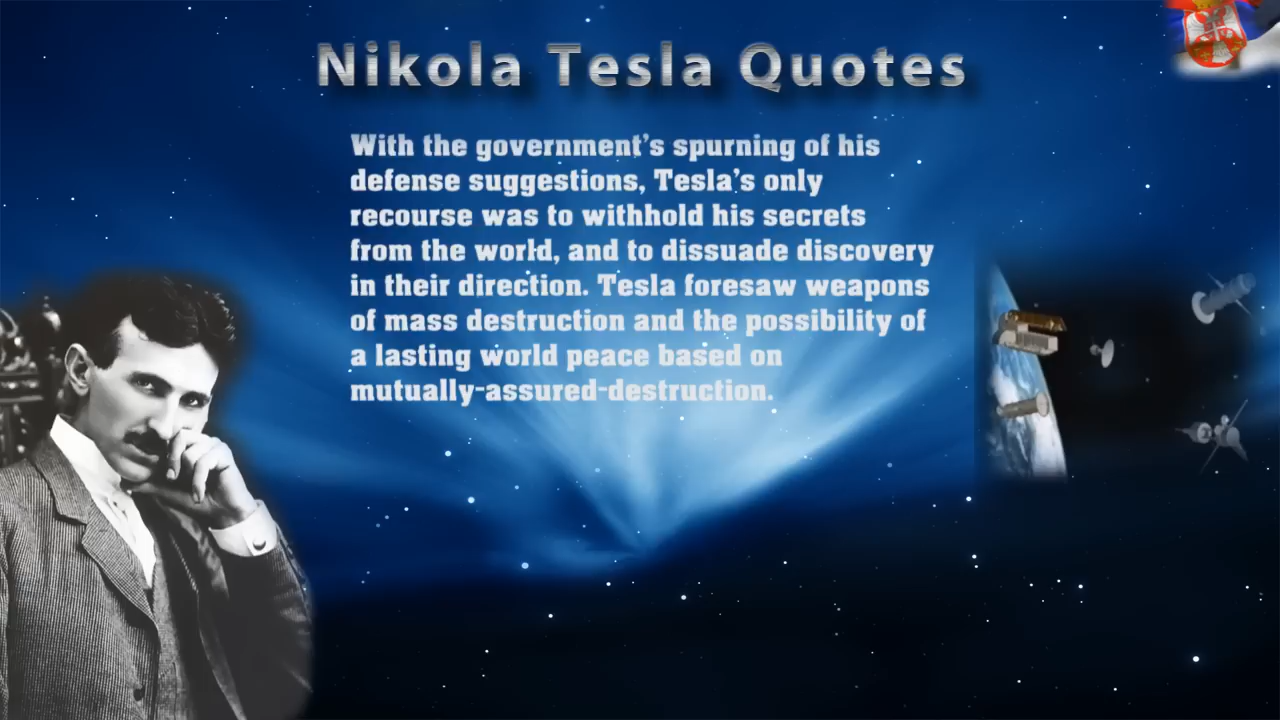 Nikola Tesla Quotes
With the government's spurning of his
defense suggestions, Tesla's only
recourse was to withhold his secrets
from the world, and to dissuade discovery
in their direction. Tesla foresaw weapons
of mass destruction and the possibility of
a lasting world peace based on
mutually-assured-destruction.